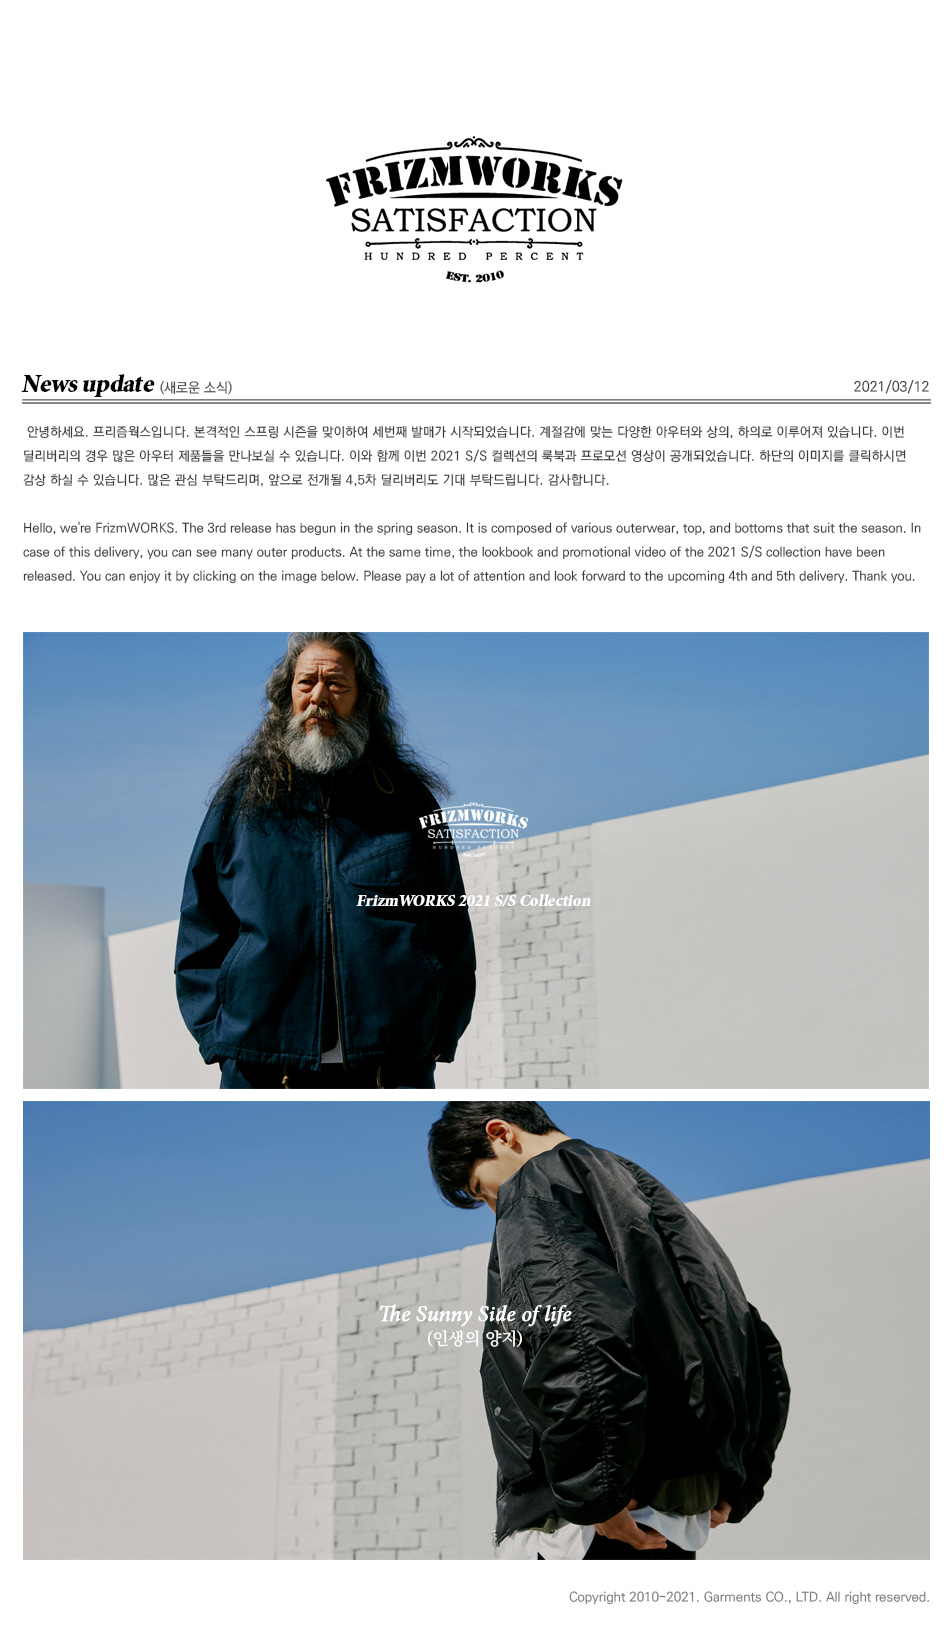 FRIZMWORKS
SATISFACTION
HUNDRED PERCENT
EST. 2010
News update (새로운 소식)
2021/03/12
안녕하세요. 프리즘웍스입니다. 본격적인 스프링 시즌을 맞이하여 세번째 발매가 시작되었습니다. 계절감에 맞는 다양한 아우터와 상의, 하의로 이루어져 있습니다. 이번
딜리버리의 경우 많은 아우터 제품들을 만나보실 수 있습니다. 이와 함께 이번 2021 S/S 컬렉션의 룩북과 프로모션 영상이 공개되었습니다. 하단의 이미지를 클릭하시면
감상 하실 수 있습니다. 많은 관심 부탁드리며, 앞으로 전개될 4,5차 딜리버리도 기대 부탁드립니다. 감사합니다.
Hello, we're FrizmWORKS. The 3rd release has begun in the spring season. It is composed of various outerwear, top, and bottoms that suit the season. In
case of this delivery, you can see many outer products. At the same time, the lookbook and promotional video of the 2021 S/S collection have been
released. You can enjoy it by clicking on the image below. Please pay a lot of attention and look forward to the upcoming 4th and 5th delivery. Thank you.
FRIZMWORKS
SATISFACTION
HUNDRED PERCENT
FrizmWORKS 2021 S/S Collection
The Sunny Side of life
(인생의 양지)
Copyright 2010-2021. Garments CO., LTD. All right reserved.